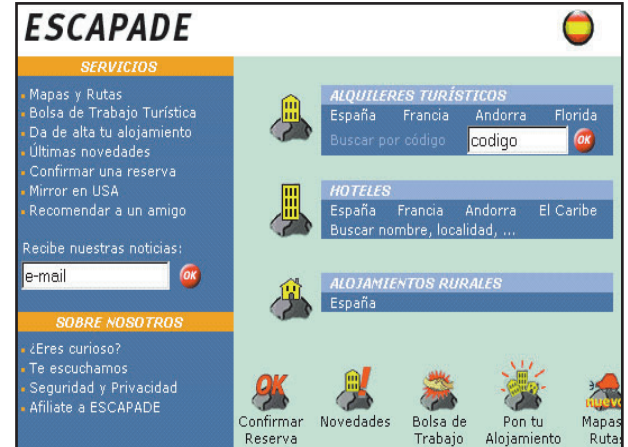 ESCAPADE
SERVICIOS
Mapas y Rutas
Bolsa de Trabajo Turística
Da de alta tu alojamiento
Últimas novedades
Confirmar una reserva
Mirror en USA
Recomendar a un amigo
Recibe nuestras noticias:
e-mail OK
SOBRE NOSOTROS
¿Eres curioso?
Te escuchamos
Seguridad y Privacidad
Afiliate a ESCAPADE
ALQUILERES TURÍSTICOS
España Francia Andorra Florida
Buscar por código codigo OK
HOTELES
España Francia Andorra El Caribe
Buscar nombre, localidad, ...
ALOJAMIENTOS RURALES
España
OK
nuevo
Confirmar Reserva
Novedades
Bolsa de Trabajo
Pon tu Alojamiento
Mapas Ruta